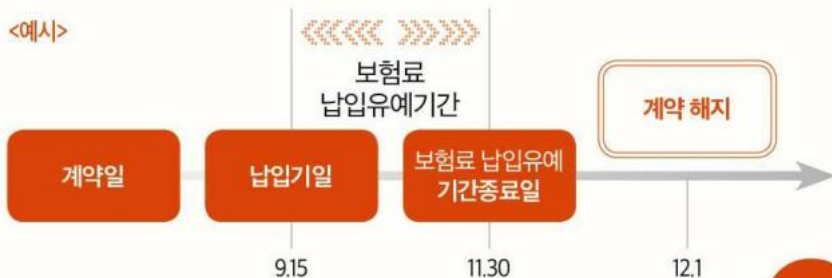 <예시>
보험료
납입유예기간
계약 해지
계약일
납입기일
보험료 납입유예
기간종료일
9.15
11.30
12.1